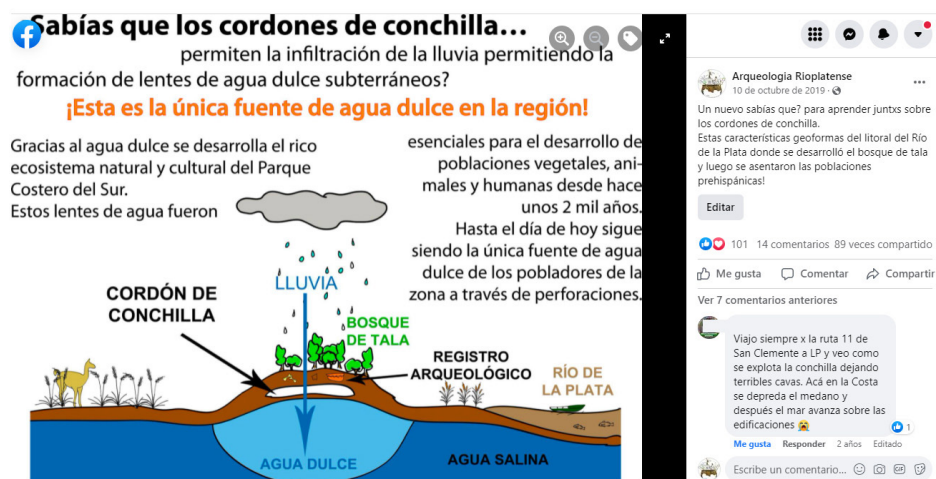 Sabías que los cordones de conchilla...
permiten la infiltración de la lluvia permitiendo la
formación de lentes de agua dulce subterráneos?
¡Esta es la única fuente de agua dulce en la región!
Gracias al agua dulce se desarrolla el rico
ecosistema natural y cultural del Parque
Costero del Sur.
Estos lentes de agua fueron
esenciales para el desarrollo de
poblaciones vegetales, ani-
males y humanas desde hace
unos 2 mil años.
Hasta el día de hoy sigue
siendo la única fuente de agua
dulce de los pobladores de la
zona a través de perforaciones.
LLUVIA
CORDÓN DE
CONCHILLA
BOSQUE
DE TALA
REGISTRO
ARQUEOLÓGICO
RÍO DE
LA PLATA
AGUA DULCE
AGUA SALINA
Arqueologia Rioplatense
10 de octubre de 2019 ·
Un nuevo sabías que? para aprender juntxs sobre
los cordones de conchilla.
Estas características geoformas del litoral del Río
de la Plata donde se desarrolló el bosque de tala
y luego se asentaron las poblaciones
prehispánicas!
Editar
101 14 comentarios 89 veces compartido
Me gusta Comentar Compartir
Ver 7 comentarios anteriores
Viajo siempre x la ruta 11 de
San Clemente a LP y veo como
se explota la conchilla dejando
terribles cavas. Acá en la Costa
se depreda el medano y
después el mar avanza sobre las
edificaciones
1
Me gusta Responder 2 años Editado
Escribe un comentario...
GIF